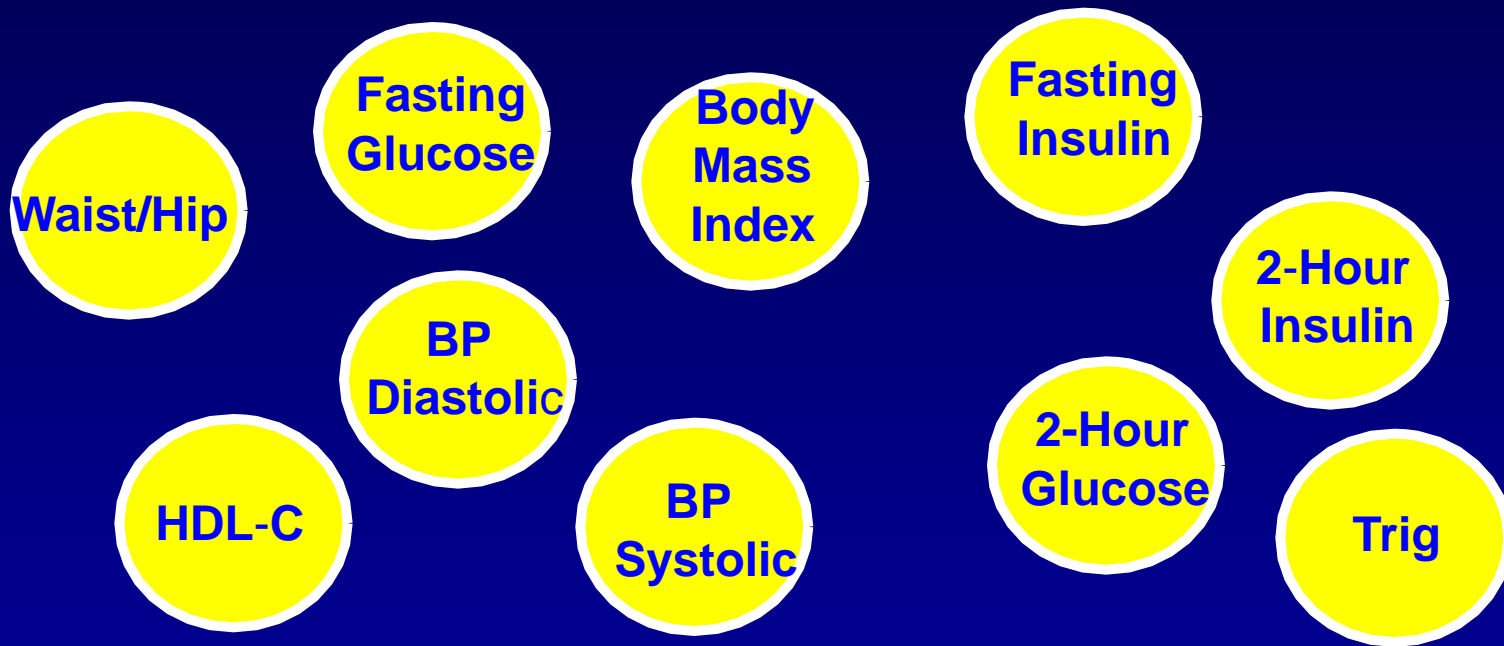 Fasting
Glucose
Body
Mass
Index
Fasting
Insulin
Waist/Hip
2-Hour
Insulin
BP
Diastolic
2-Hour
Glucose
HDL-C
BP
Systolic
Trig